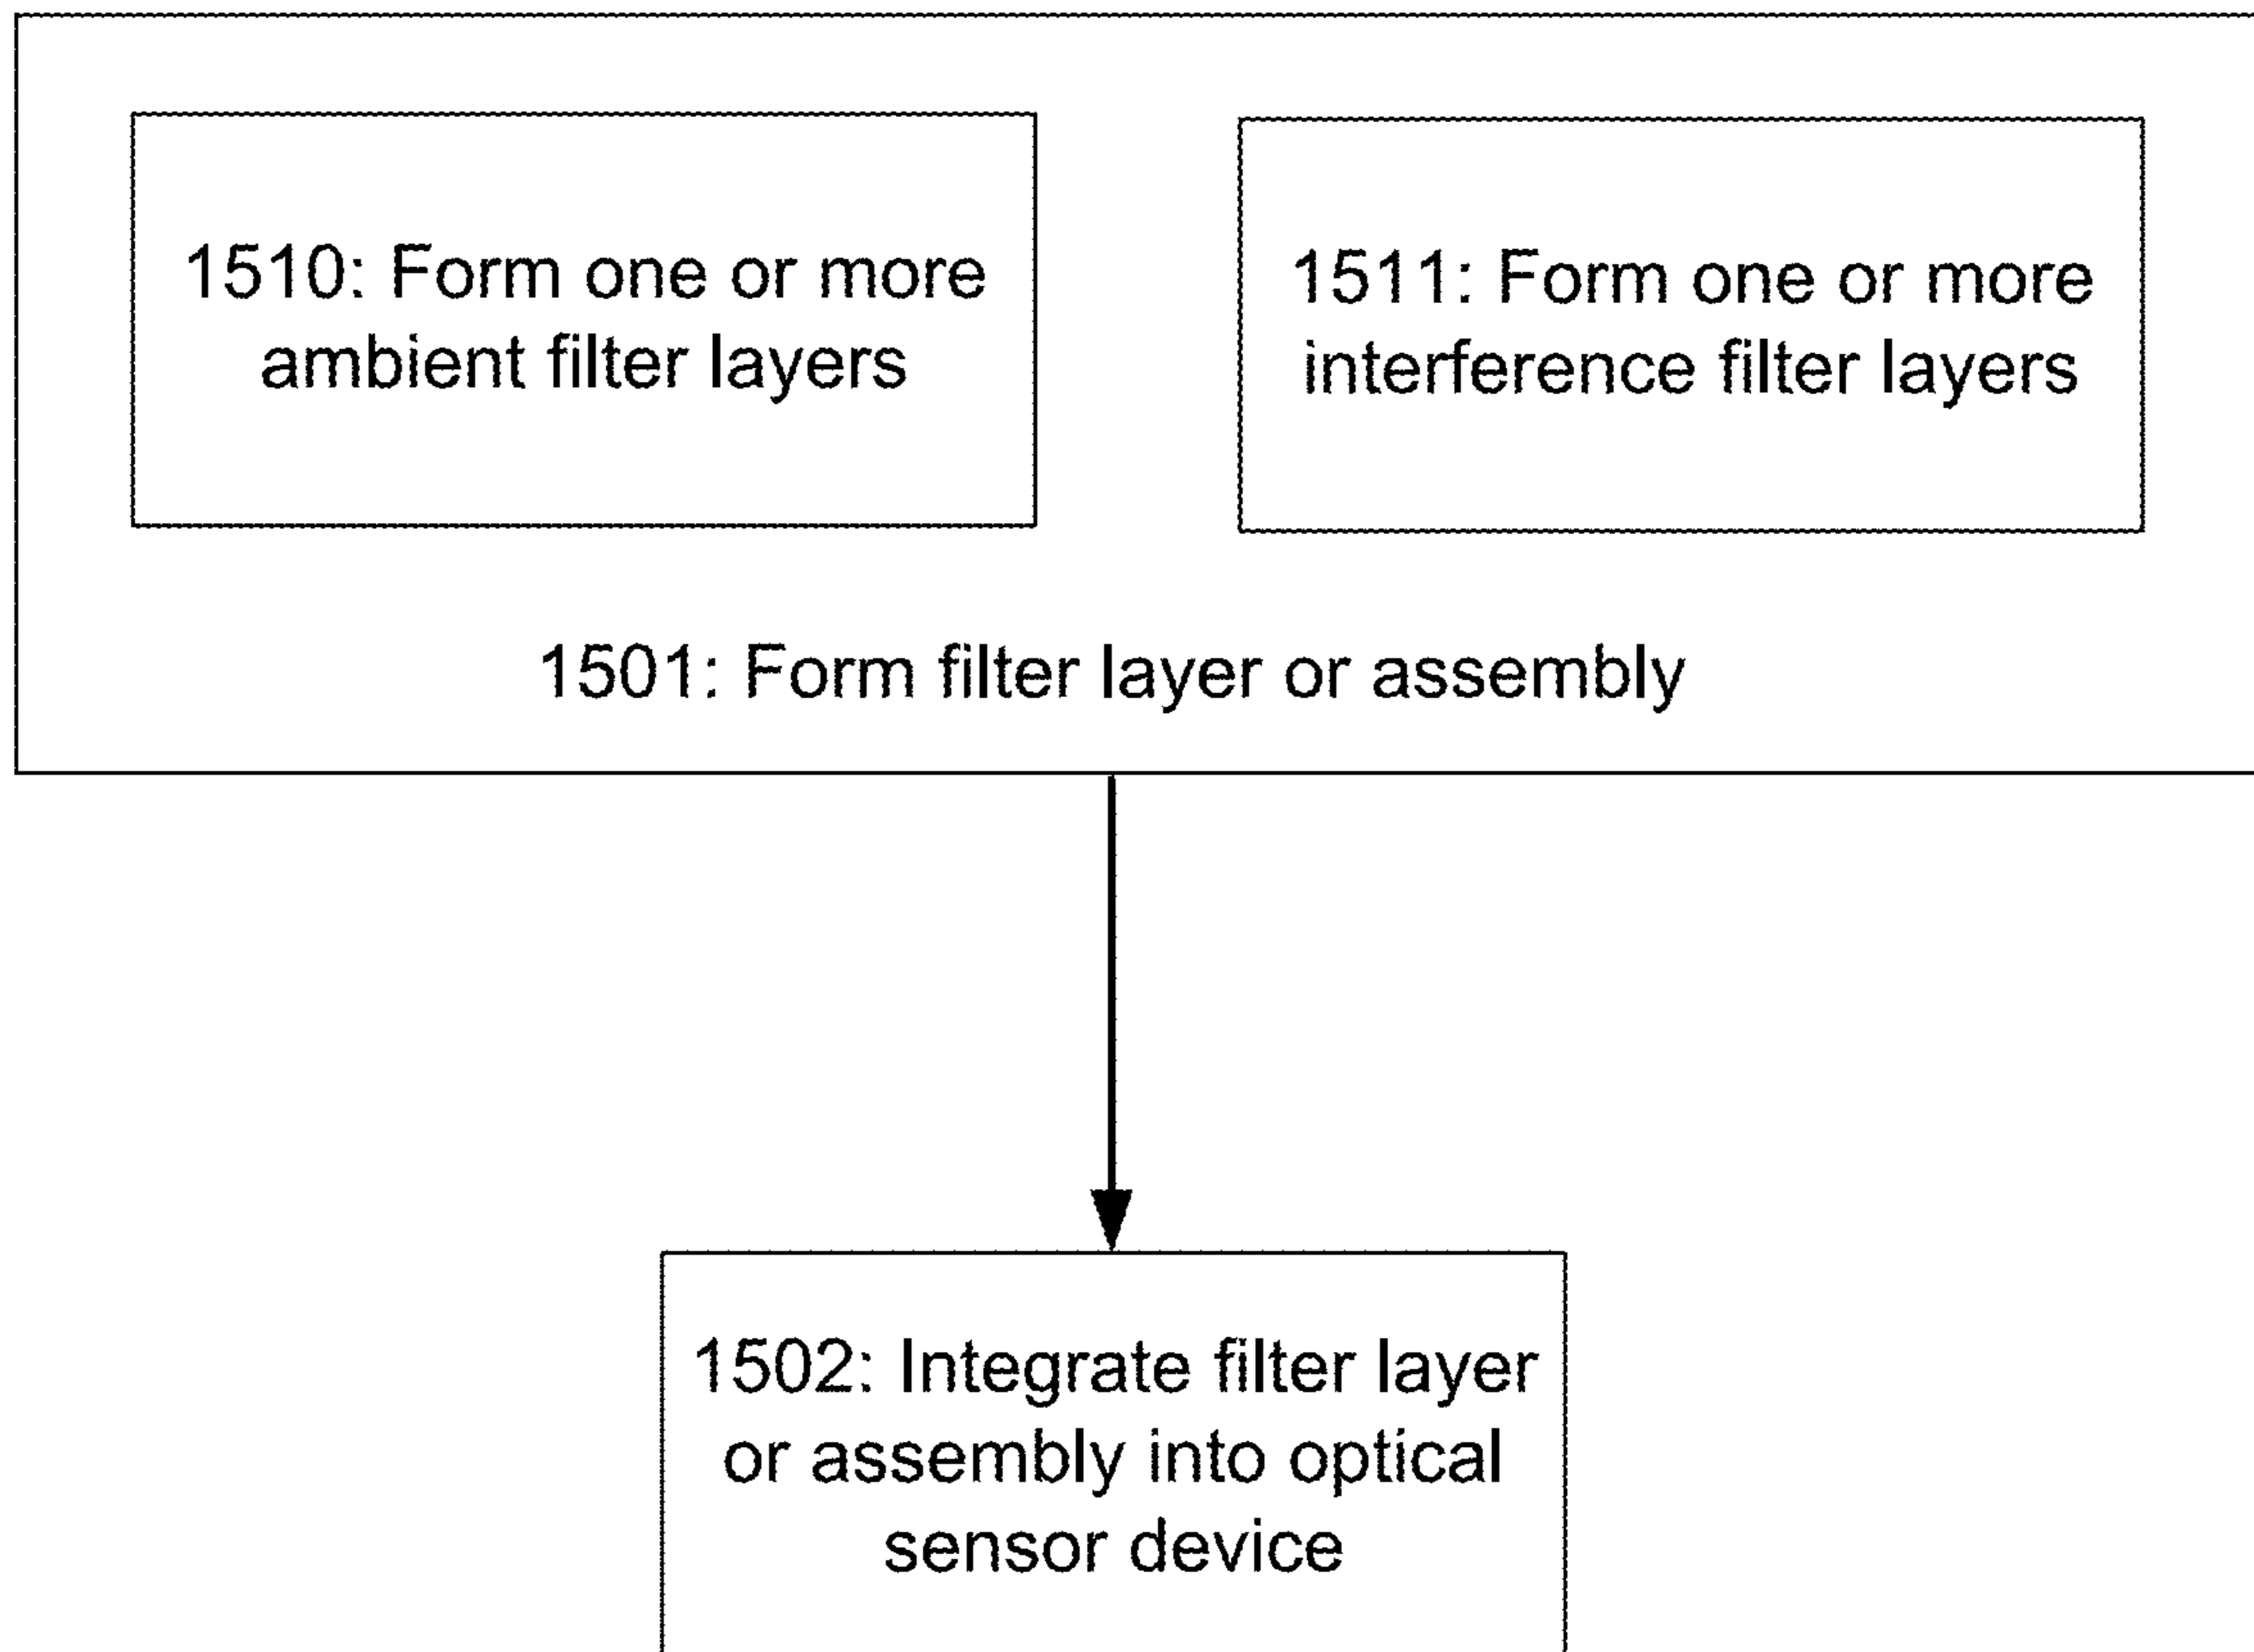 1510: Form one or more
ambient filter layers
1511: Form one or more
interference filter layers
1501: Form filter layer or assembly
1502: Integrate filter layer
or assembly into optical
sensor device